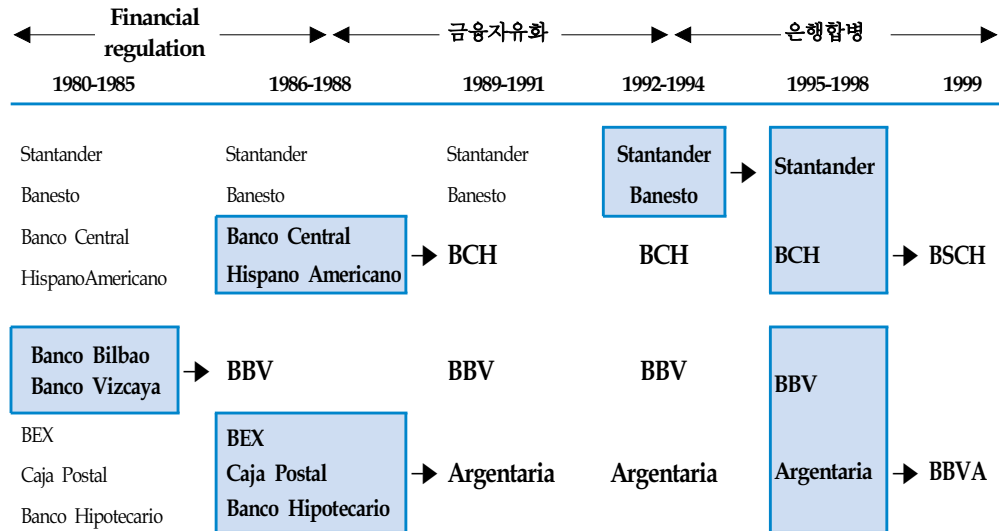 Financial
regulation
금융자유화
은행합병
1980-1985 1986-1988 1989-1991 1992-1994 1995-1998 1999
Stantander Stantander Stantander Stantander Stantander
Banesto Banesto Banesto Banesto
Banco Central Banco Central BCH BCH BCH BSCH
HispanoAmericano Hispano Americano
Banco Bilbao BBV BBV BBV BBV
Banco Vizcaya
BEX BEX
Caja Postal Caja Postal Argentaria Argentaria Argentaria BBVA
Banco Hipotecario Banco Hipotecario